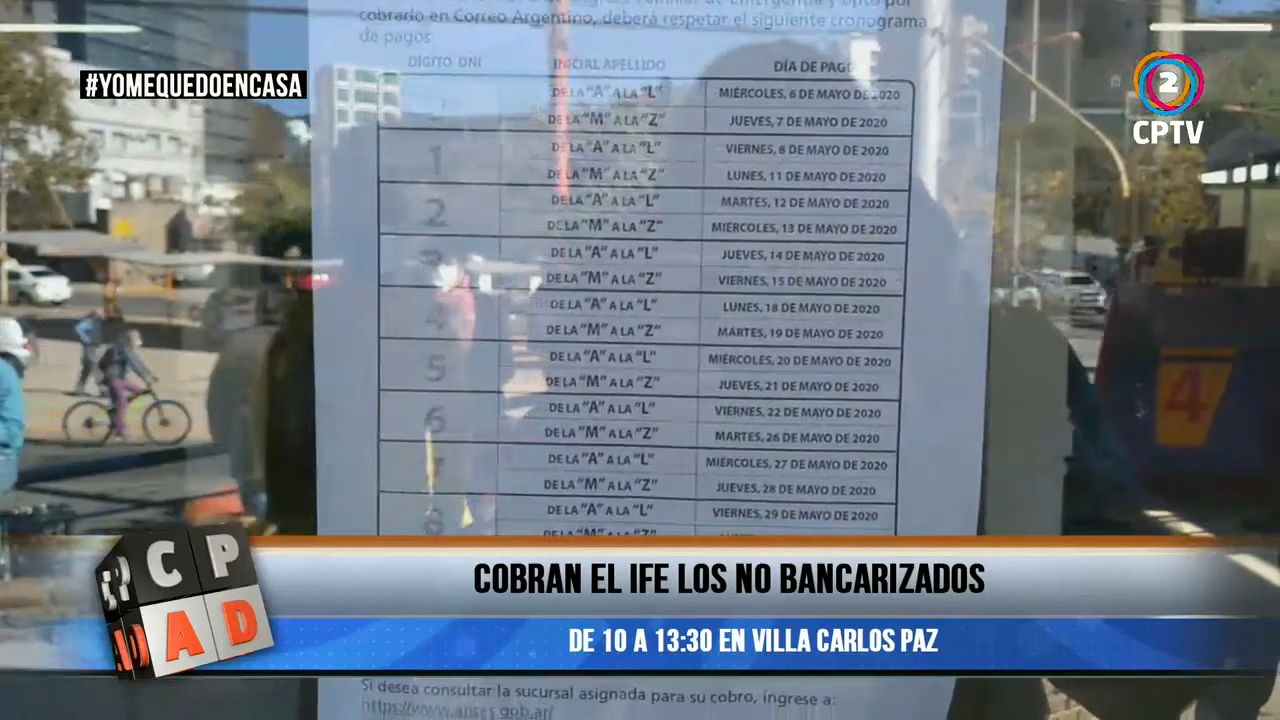 cobrarlo en Correo Argentino, deberá respetar el siguiente cronograma
de pagos
#YOMEQUEDOENCASA
2
CPTV
DÍGITO DNI INICIAL APELLIDO DÍA DE PAGO
DE LA "A" A LA "L" MIÉRCOLES, 6 DE MAYO DE 2020
DE LA "M" A LA "Z" JUEVES, 7 DE MAYO DE 2020
1 DE LA "A" A LA "L" VIERNES, 8 DE MAYO DE 2020
DE LA "M" A LA "Z" LUNES, 11 DE MAYO DE 2020
2 DE LA "A" A LA "L" MARTES, 12 DE MAYO DE 2020
DE LA "M" A LA "Z" MIÉRCOLES, 13 DE MAYO DE 2020
3 DE LA "A" A LA "L" JUEVES, 14 DE MAYO DE 2020
DE LA "M" A LA "Z" VIERNES, 15 DE MAYO DE 2020
4 DE LA "A" A LA "L" LUNES, 18 DE MAYO DE 2020
DE LA "M" A LA "Z" MARTES, 19 DE MAYO DE 2020
5 DE LA "A" A LA "L" MIÉRCOLES, 20 DE MAYO DE 2020
DE LA "M" A LA "Z" JUEVES, 21 DE MAYO DE 2020
6 DE LA "A" A LA "L" VIERNES, 22 DE MAYO DE 2020
DE LA "M" A LA "Z" MARTES, 26 DE MAYO DE 2020
7 DE LA "A" A LA "L" MIÉRCOLES, 27 DE MAYO DE 2020
DE LA "M" A LA "Z" JUEVES, 28 DE MAYO DE 2020
8 DE LA "A" A LA "L" VIERNES, 29 DE MAYO DE 2020
DE LA "M" A LA "Z"
4
CP
AD
COBRAN EL IFE LOS NO BANCARIZADOS
DE 10 A 13:30 EN VILLA CARLOS PAZ
Si desea consultar la sucursal asignada para su cobro, ingrese a:
https://www.anses.gob.ar/